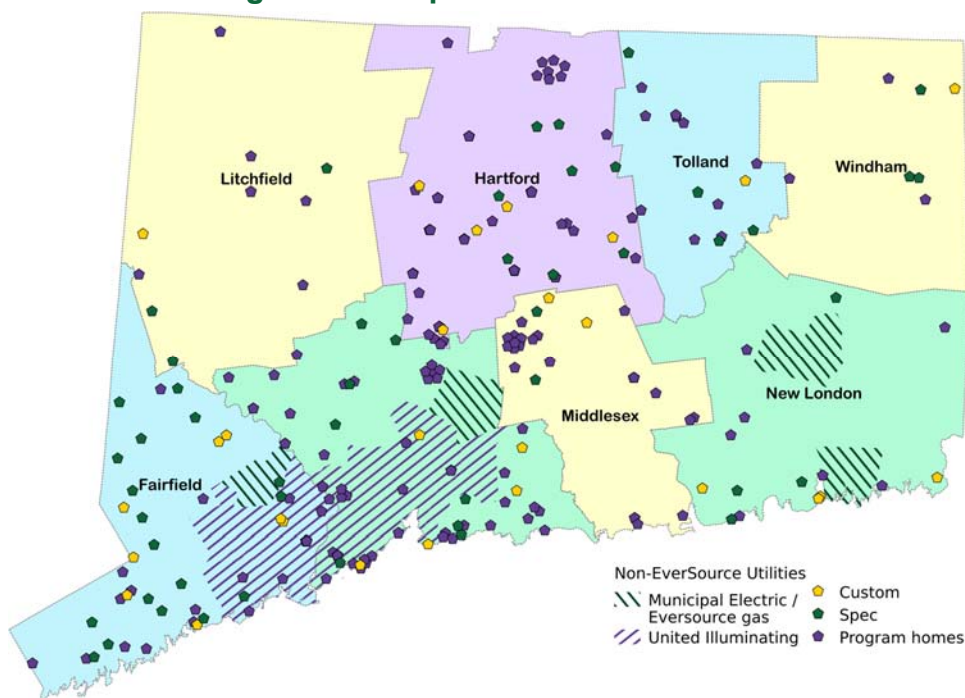 Litchfield
Hartford
Tolland
Windham
Middlesex
New London
Fairfield
Non-EverSource Utilities
Municipal Electric /
Eversource gas
United Illuminating
Custom
Spec
Program homes